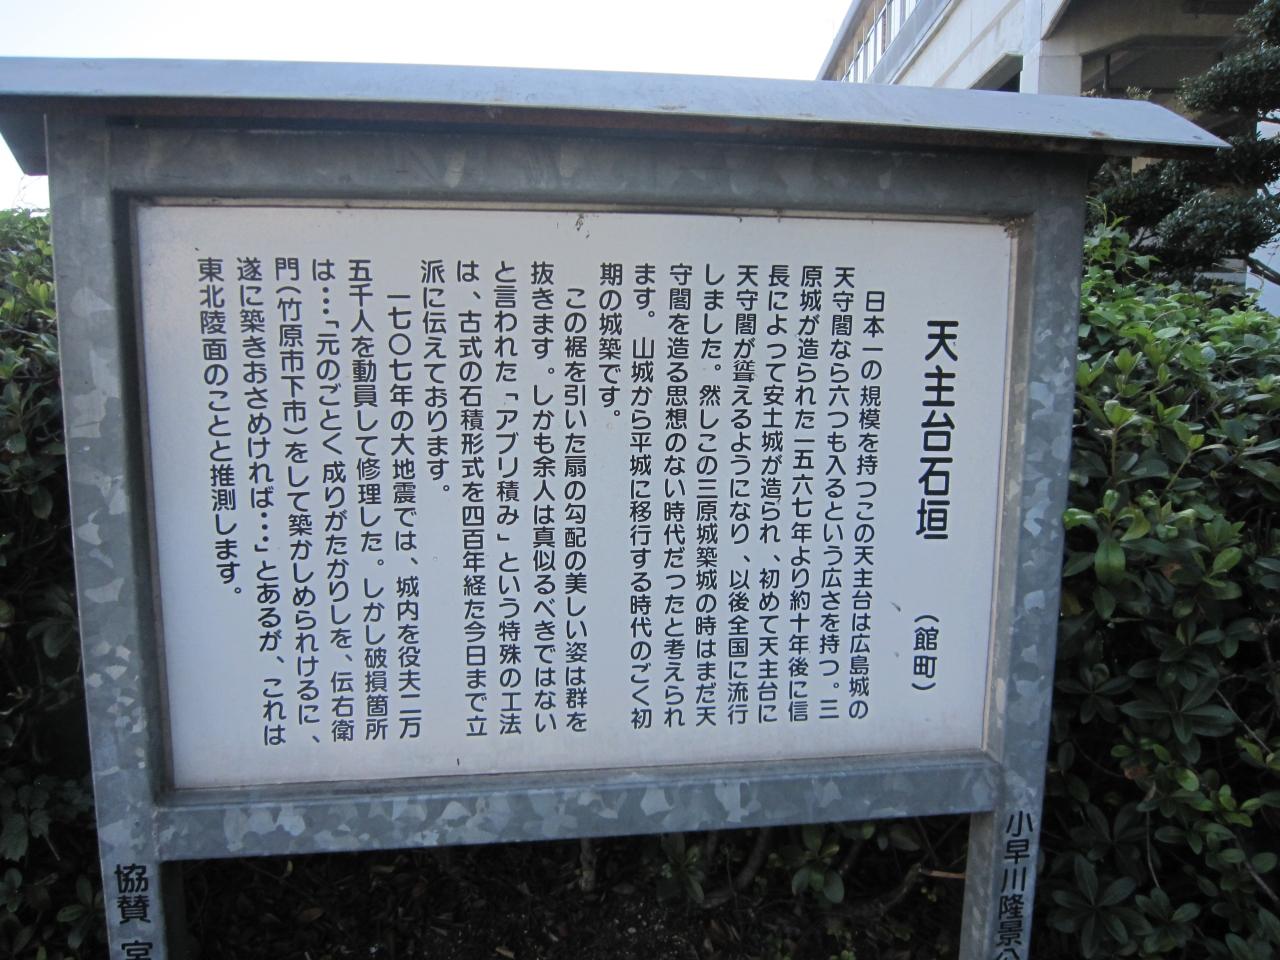 天主台石垣 (館町)
日本一の規模を持つこの天主台は広島城の
天守閣なら六つも入るという広さを持つ。三
原城が造られた一五六七年より約十年後に信
長によって安土城が造られ、初めて天主台に
天守閣が聳えるようになり、以後全国に流行
しました。然しこの三原城築城の時はまだ天
守閣を造る思想のない時代だったと考えられ
ます。山城から平城に移行する時代のごく初
期の城築です。
この裾を引いた扇の勾配の美しい姿は群を
抜きます。しかも余人は真似るべきではない
と言われた「アブリ積み」という特殊の工法
は、古式の石積形式を四百年経た今日まで立
派に伝えております。
一七〇七年の大地震では、城内を役夫二万
五千人を動員して修理した。しかし破損箇所
は…「元のごとく成りがたかりしを、伝右衛
門(竹原市下市)をして築かしめられけるに、
遂に築きおさめければ…」とあるが、これは
東北陵面のことと推測します。
小早川隆景公
協賛 宮